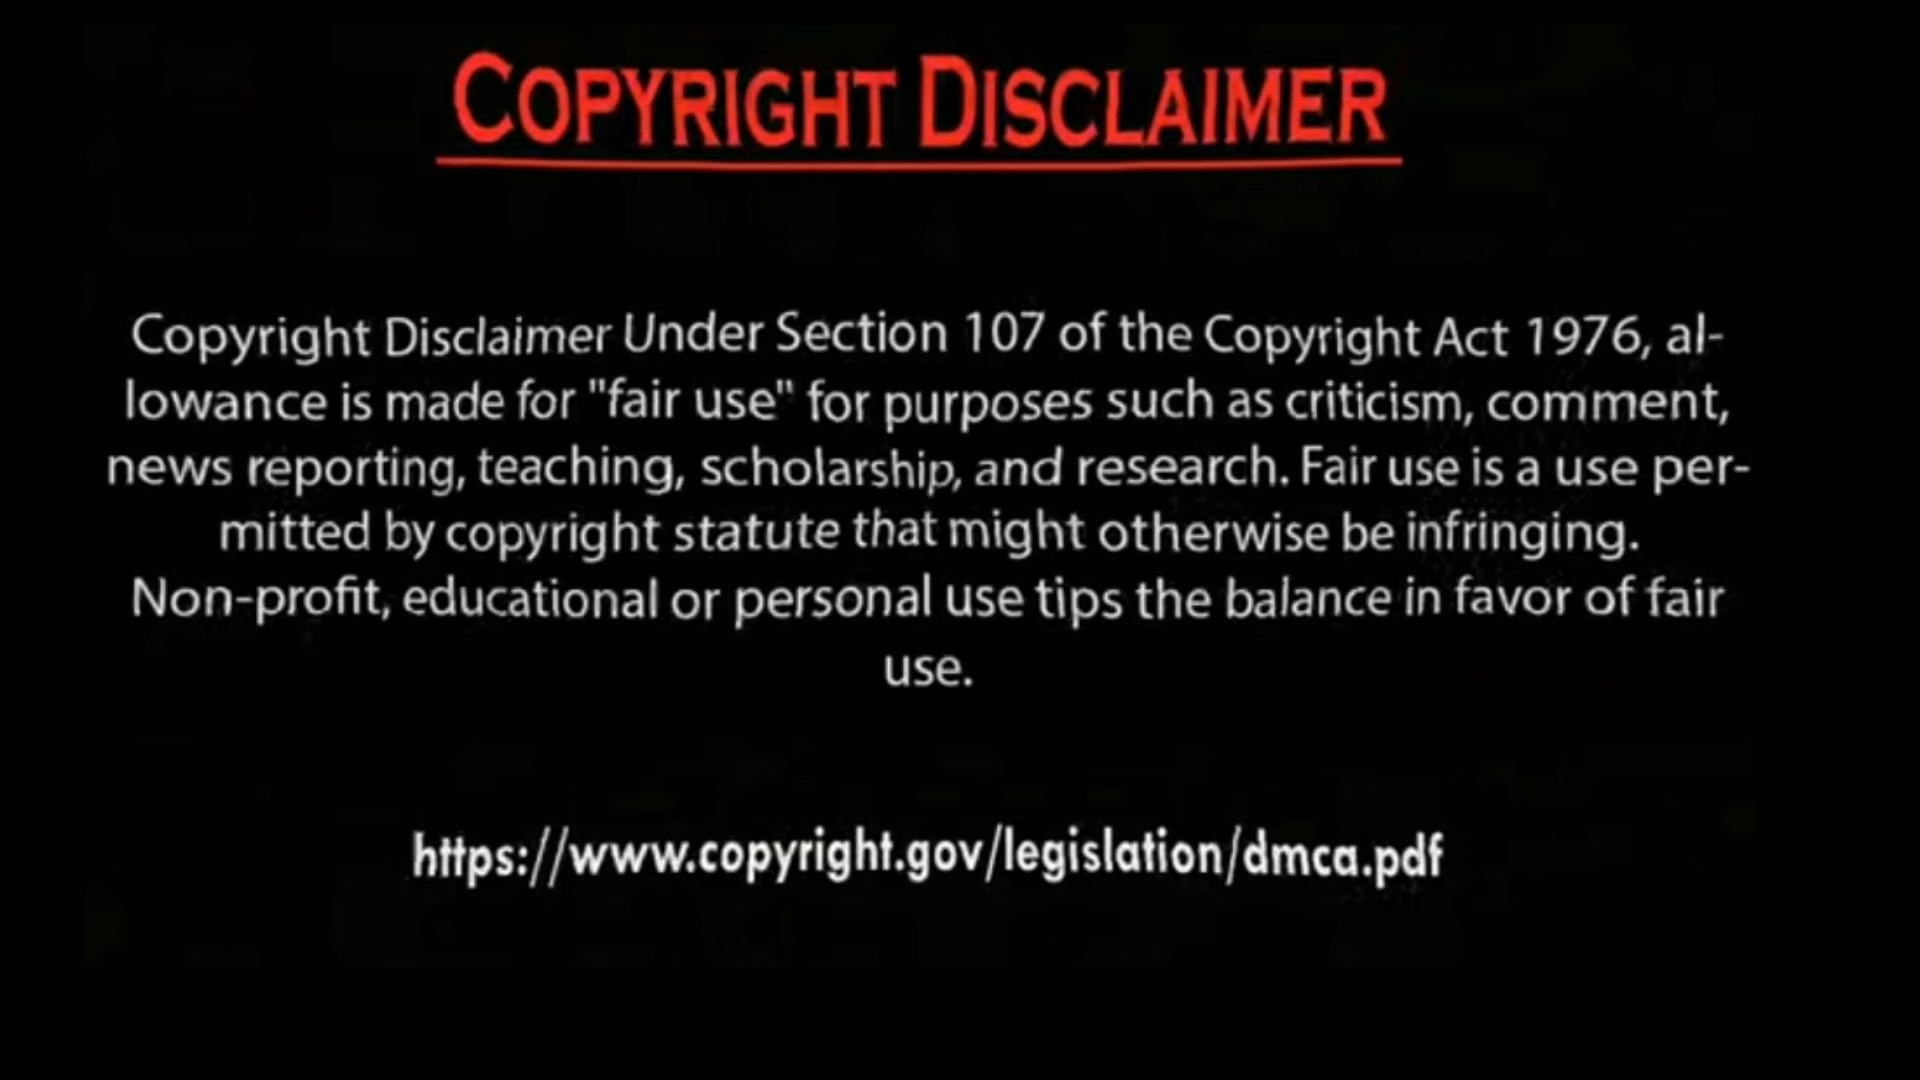 COPYRIGHT DISCLAIMER
Copyright Disclaimer Under Section 107 of the Copyright Act 1976, al-
lowance is made for "fair use" for purposes such as criticism, comment,
news reporting, teaching, scholarship, and research. Fair use is a use per-
mitted by copyright statute that might otherwise be infringing.
Non-profit, educational or personal use tips the balance in favor of fair
use.
https://www.copyright.gov/legislation/dmca.pdf